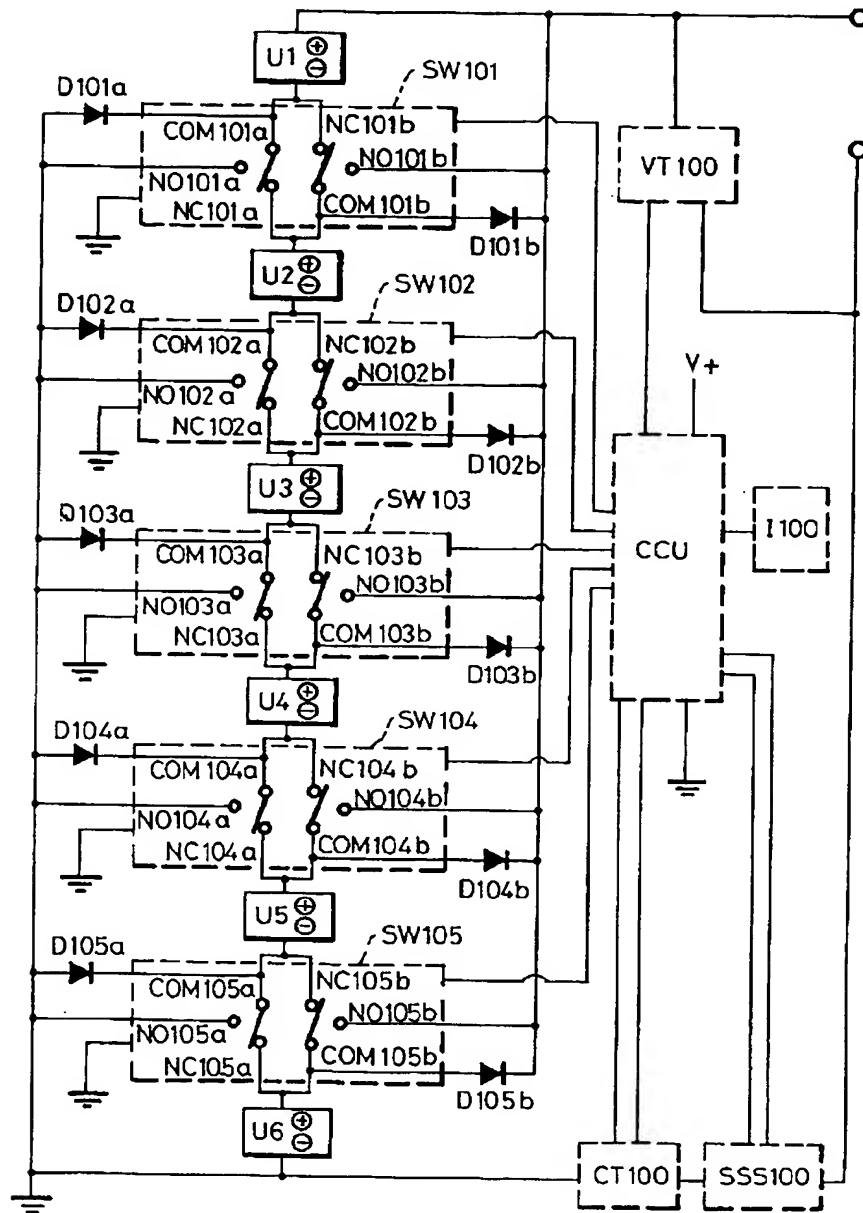 U1 ⊕
⊖
SW101
D101a
COM101a
NC101b
NO101a
NO101b
NC101a
COM101b
D101b
VT100
U2 ⊕
⊖
SW102
D102a
COM102a
NC102b
NO102a
NO102b
NC102a
COM102b
D102b
V+
U3 ⊕
⊖
SW103
D103a
COM103a
NC103b
NO103a
NO103b
NC103a
COM103b
D103b
CCU
I100
U4 ⊕
⊖
SW104
D104a
COM104a
NC104b
NO104a
NO104b
NC104a
COM104b
D104b
U5 ⊕
⊖
SW105
D105a
COM105a
NC105b
NO105a
NO105b
NC105a
COM105b
D105b
U6 ⊕
⊖
CT100
SSS100